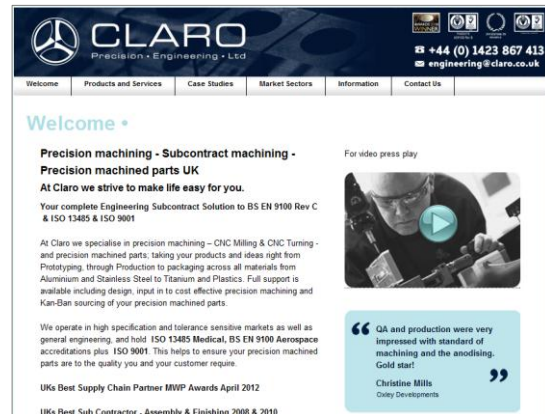 CLARO
Precision • Engineering • Ltd
WINNER
+44 (0) 1423 867 413
engineering@claro.co.uk
Welcome
Products and Services
Case Studies
Market Sectors
Information
Contact Us
Welcome •
Precision machining - Subcontract machining -
Precision machined parts UK
At Claro we strive to make life easy for you.
Your complete Engineering Subcontract Solution to BS EN 9100 Rev C
& ISO 13485 & ISO 9001
At Claro we specialise in precision machining – CNC Milling & CNC Turning -
and precision machined parts; taking your products and ideas right from
Prototyping, through Production to packaging across all materials from
Aluminium and Stainless Steel to Titanium and Plastics. Full support is
available including design, input in to cost effective precision machining and
Kan-Ban sourcing of your precision machined parts.
We operate in high specification and tolerance sensitive markets as well as
general engineering, and hold ISO 13485 Medical, BS EN 9100 Aerospace
accreditations plus ISO 9001. This helps to ensure your precision machined
parts are to the quality you and your customer require.
UKs Best Supply Chain Partner MWP Awards April 2012
UKs Best Sub Contractor - Assembly & Finishing 2008 & 2010
For video press play
“ QA and production were very
impressed with standard of
machining and the anodising.
Gold star! ”
Christine Mills
Oxley Developments